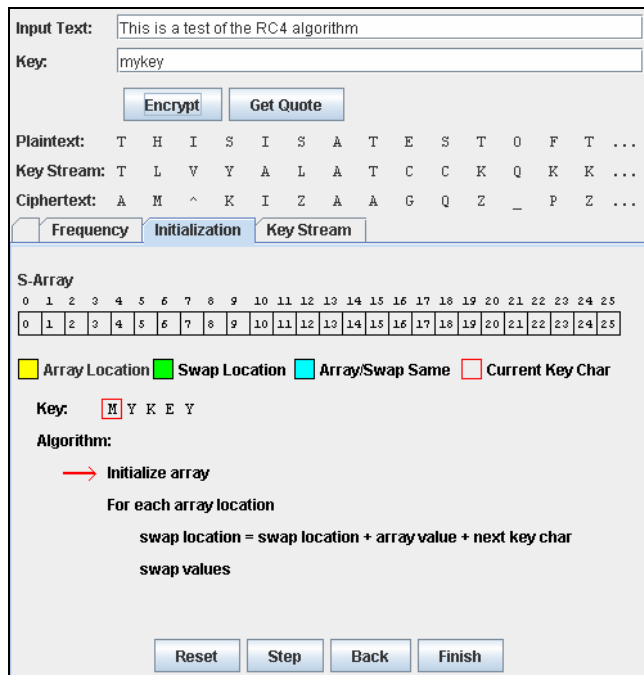 Input Text: This is a test of the RC4 algorithm
Key: mykey
Encrypt Get Quote
Plaintext: T H I S I S A T E S T O F T ...
Key Stream: T L V Y A L A T C C K Q K K ...
Ciphertext: A M ^ K I Z A A G Q Z _ P Z ...
Frequency Initialization Key Stream
S-Array
0 1 2 3 4 5 6 7 8 9 10 11 12 13 14 15 16 17 18 19 20 21 22 23 24 25
0 1 2 3 4 5 6 7 8 9 10 11 12 13 14 15 16 17 18 19 20 21 22 23 24 25
Array Location Swap Location Array/Swap Same Current Key Char
Key: M Y K E Y
Algorithm:
Initialize array
For each array location
swap location = swap location + array value + next key char
swap values
Reset Step Back Finish